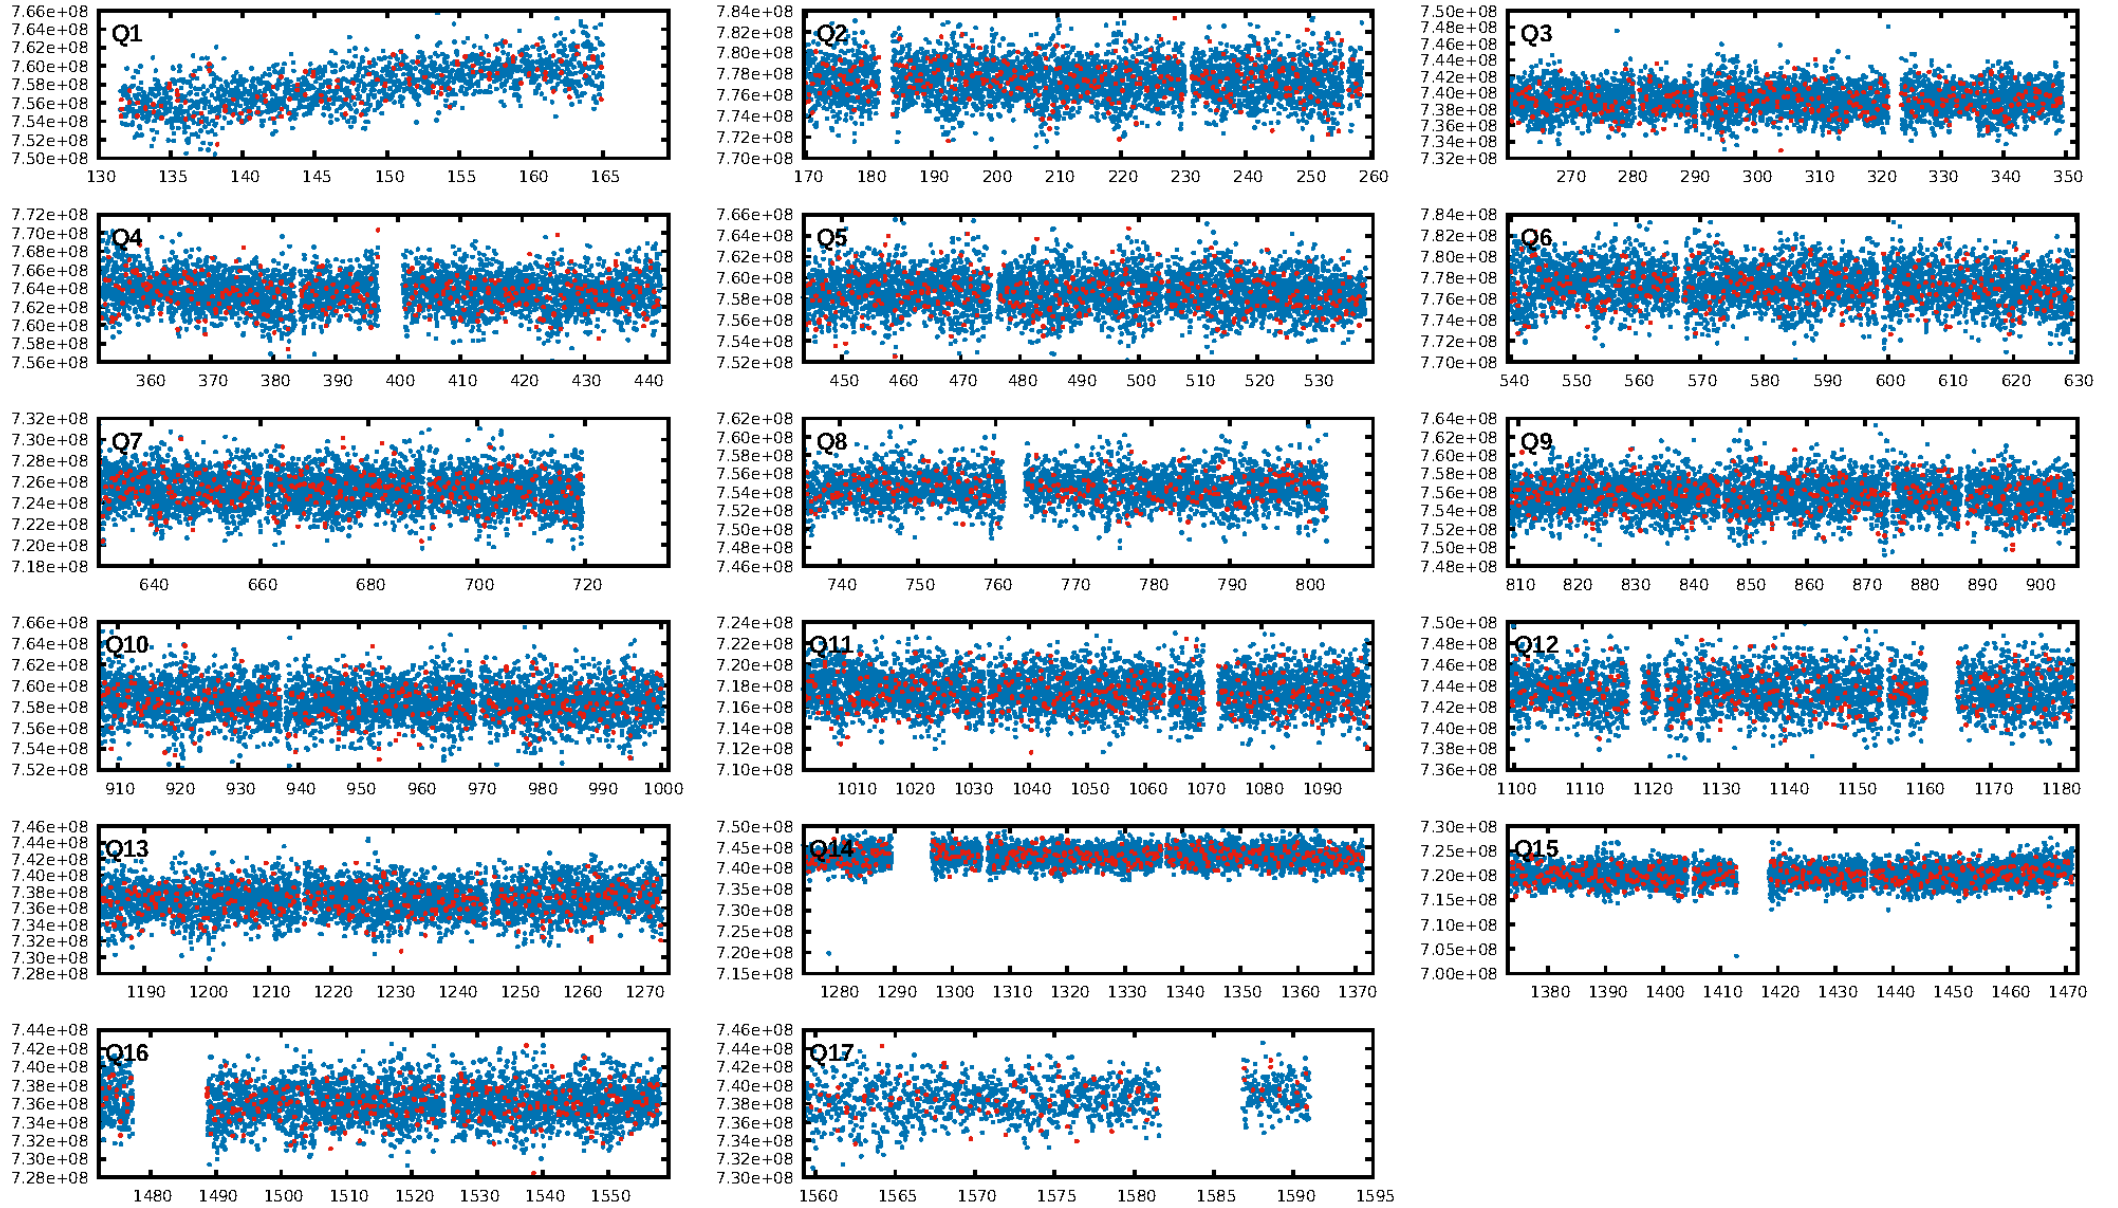 7.66e+08
7.64e+08
Q1
7.62e+08
7.60e+08
7.58e+08
7.56e+08
7.54e+08
7.52e+08
7.50e+08
130 135 140 145 150 155 160 165
7.84e+08
7.82e+08
Q2
7.80e+08
7.78e+08
7.76e+08
7.74e+08
7.72e+08
7.70e+08
170 180 190 200 210 220 230 240 250 260
7.50e+08
7.48e+08
Q3
7.46e+08
7.44e+08
7.42e+08
7.40e+08
7.38e+08
7.36e+08
7.34e+08
7.32e+08
270 280 290 300 310 320 330 340 350
7.72e+08
7.70e+08
Q4
7.68e+08
7.66e+08
7.64e+08
7.62e+08
7.60e+08
7.58e+08
7.56e+08
360 370 380 390 400 410 420 430 440
7.66e+08
7.64e+08
Q5
7.62e+08
7.60e+08
7.58e+08
7.56e+08
7.54e+08
7.52e+08
450 460 470 480 490 500 510 520 530
7.84e+08
7.82e+08
Q6
7.80e+08
7.78e+08
7.76e+08
7.74e+08
7.72e+08
7.70e+08
540 550 560 570 580 590 600 610 620 630
7.32e+08
7.30e+08
Q7
7.28e+08
7.26e+08
7.24e+08
7.22e+08
7.20e+08
7.18e+08
640 660 680 700 720
7.62e+08
7.60e+08
Q8
7.58e+08
7.56e+08
7.54e+08
7.52e+08
7.50e+08
7.48e+08
7.46e+08
740 750 760 770 780 790 800
7.64e+08
7.62e+08
Q9
7.60e+08
7.58e+08
7.56e+08
7.54e+08
7.52e+08
7.50e+08
7.48e+08
810 820 830 840 850 860 870 880 890 900
7.66e+08
7.64e+08
Q10
7.62e+08
7.60e+08
7.58e+08
7.56e+08
7.54e+08
7.52e+08
910 920 930 940 950 960 970 980 990 1000
7.24e+08
7.22e+08
Q11
7.20e+08
7.18e+08
7.16e+08
7.14e+08
7.12e+08
7.10e+08
1010 1020 1030 1040 1050 1060 1070 1080 1090
7.50e+08
7.48e+08
Q12
7.46e+08
7.44e+08
7.42e+08
7.40e+08
7.38e+08
7.36e+08
1100 1110 1120 1130 1140 1150 1160 1170 1180
7.46e+08
7.44e+08
Q13
7.42e+08
7.40e+08
7.38e+08
7.36e+08
7.34e+08
7.32e+08
7.30e+08
7.28e+08
1190 1200 1210 1220 1230 1240 1250 1260 1270
7.50e+08
Q14
7.45e+08
7.40e+08
7.35e+08
7.30e+08
7.25e+08
7.20e+08
7.15e+08
1280 1290 1300 1310 1320 1330 1340 1350 1360 1370
7.30e+08
Q15
7.25e+08
7.20e+08
7.15e+08
7.10e+08
7.05e+08
7.00e+08
1380 1390 1400 1410 1420 1430 1440 1450 1460 1470
7.44e+08
7.42e+08
Q16
7.40e+08
7.38e+08
7.36e+08
7.34e+08
7.32e+08
7.30e+08
7.28e+08
1480 1490 1500 1510 1520 1530 1540 1550
7.46e+08
7.44e+08
Q17
7.42e+08
7.40e+08
7.38e+08
7.36e+08
7.34e+08
7.32e+08
7.30e+08
1560 1565 1570 1575 1580 1585 1590 1595